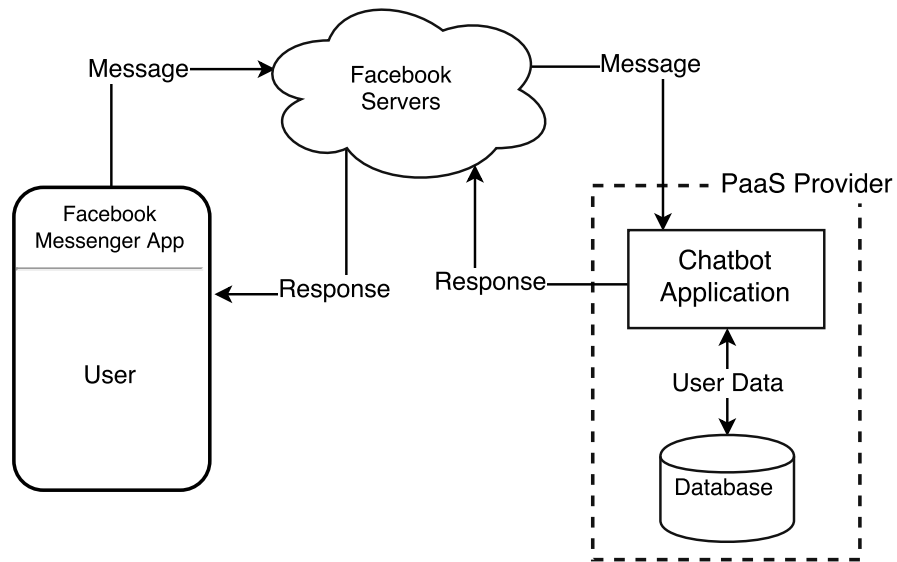 Message
Facebook
Servers
Message
PaaS Provider
Facebook
Messenger App
Chatbot
Application
Response
Response
User
User Data
Database